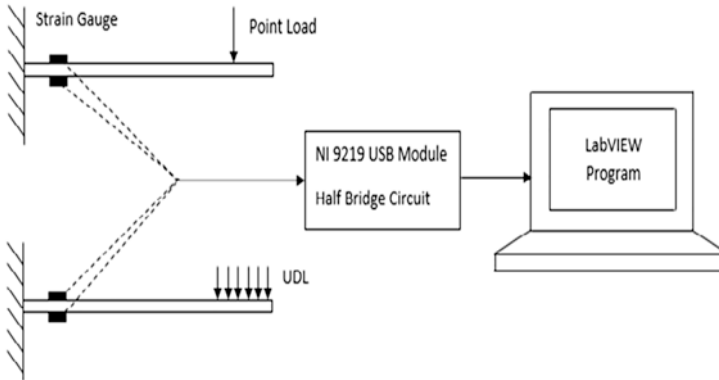 Strain Gauge
Point Load
NI 9219 USB Module
Half Bridge Circuit
LabVIEW
Program
UDL